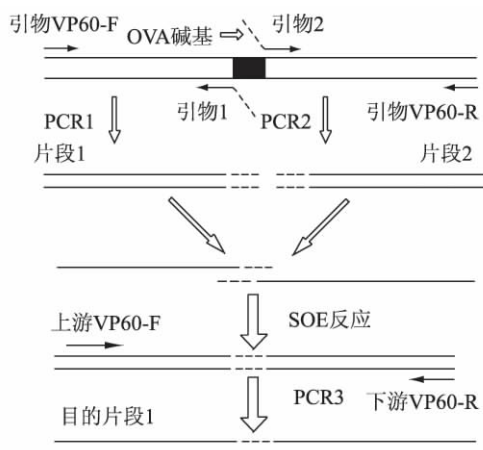 引物VP60-F
OVA碱基
引物2
引物1
引物VP60-R
PCR1
PCR2
片段1
片段2
上游VP60-F
SOE反应
PCR3
下游VP60-R
目的片段1